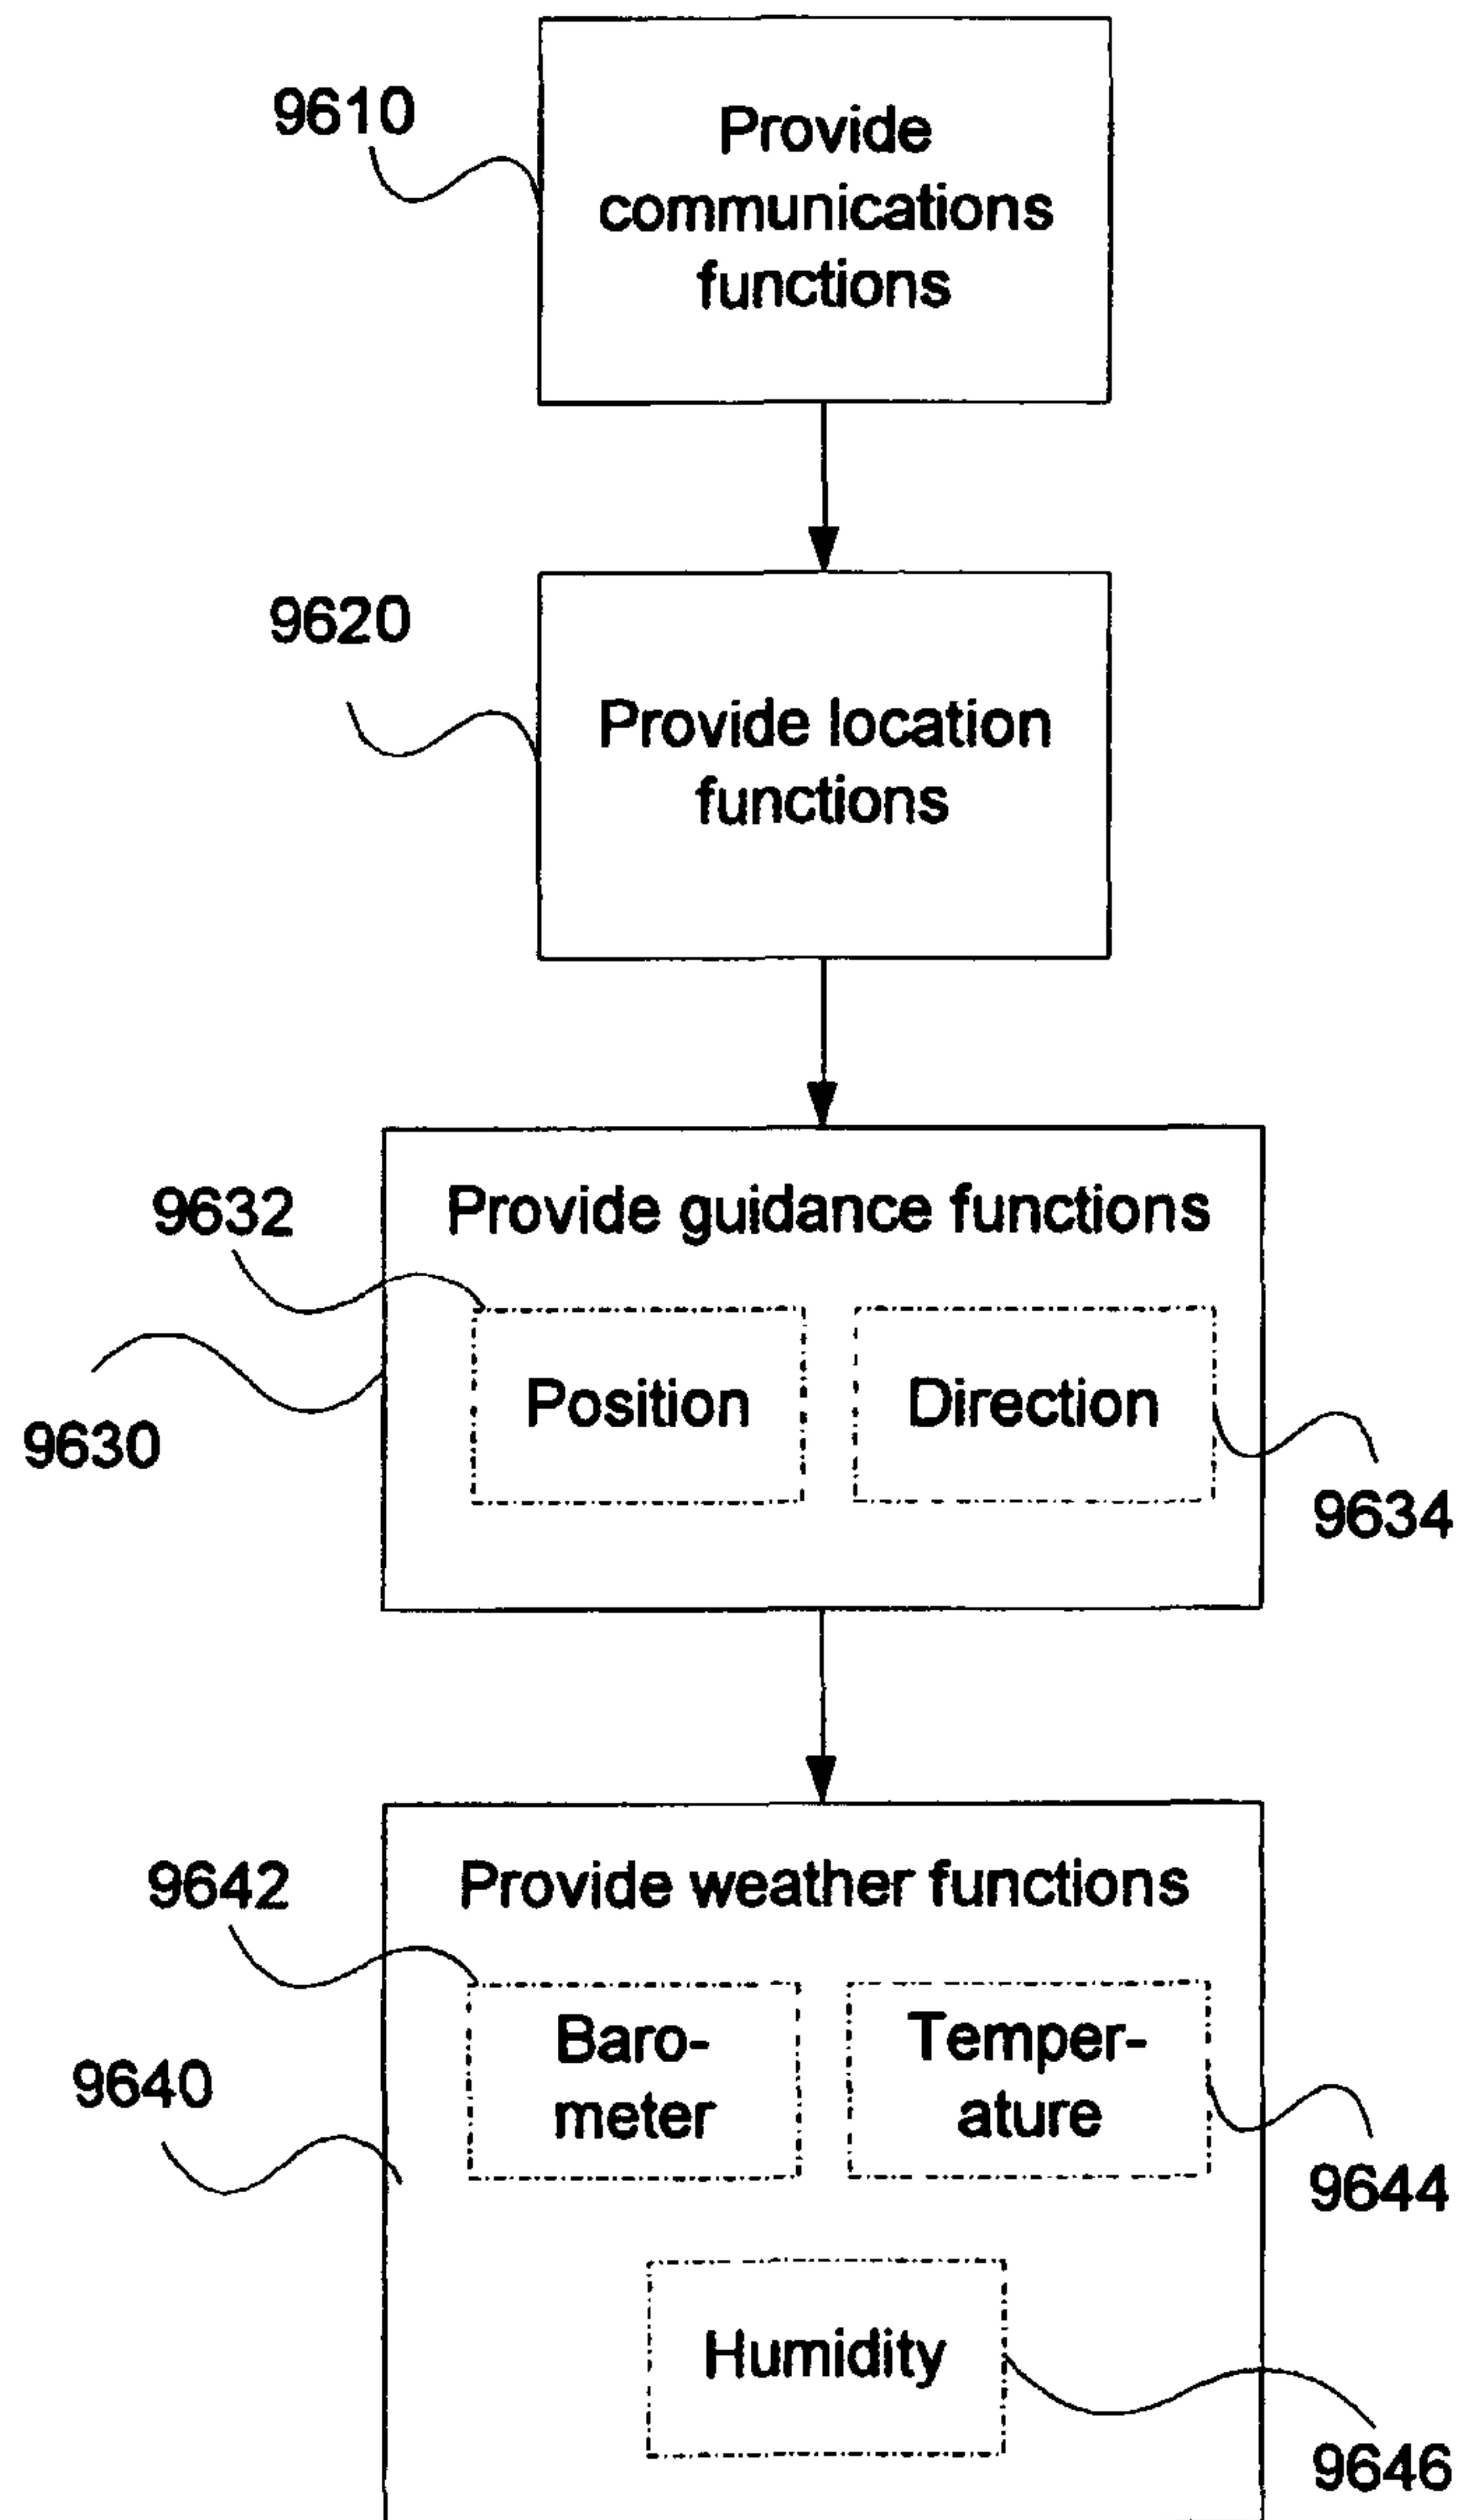 9610
Provide
communications
functions
9620
Provide location
functions
9632
Provide guidance functions
Position
Direction
9630
9634
9642
Provide weather functions
Baro-
meter
Temper-
ature
9640
9644
Humidity
9646